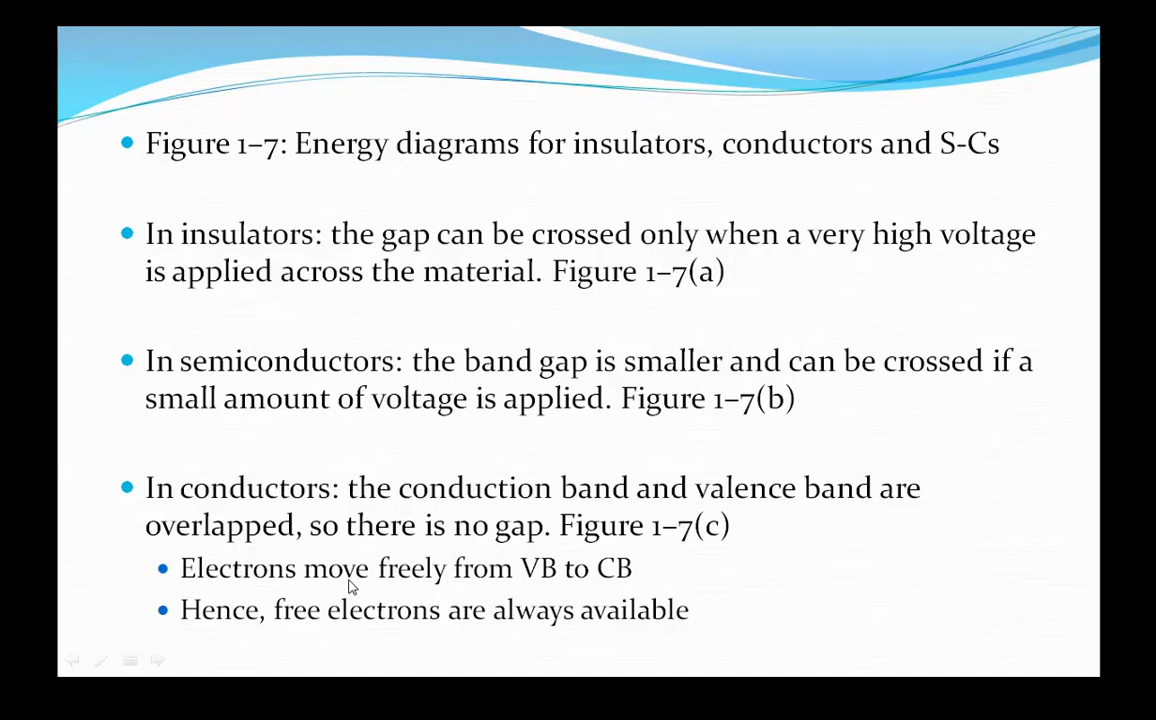 Figure 1–7: Energy diagrams for insulators, conductors and S-Cs
In insulators: the gap can be crossed only when a very high voltage
is applied across the material. Figure 1–7(a)
In semiconductors: the band gap is smaller and can be crossed if a
small amount of voltage is applied. Figure 1–7(b)
In conductors: the conduction band and valence band are
overlapped, so there is no gap. Figure 1–7(c)
Electrons move freely from VB to CB
Hence, free electrons are always available